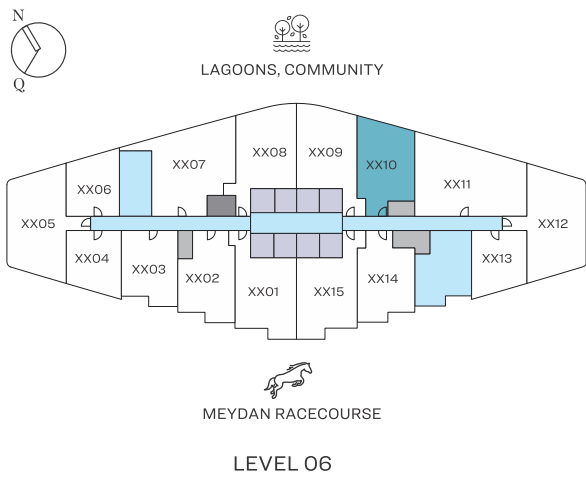 N
Q
LAGOONS, COMMUNITY
XX08
XX09
XX07
XX10
XX06
XX11
XX05
XX12
XX04
XX03
XX02
XX01
XX15
XX14
XX13
MEYDAN RACECOURSE
LEVEL 06